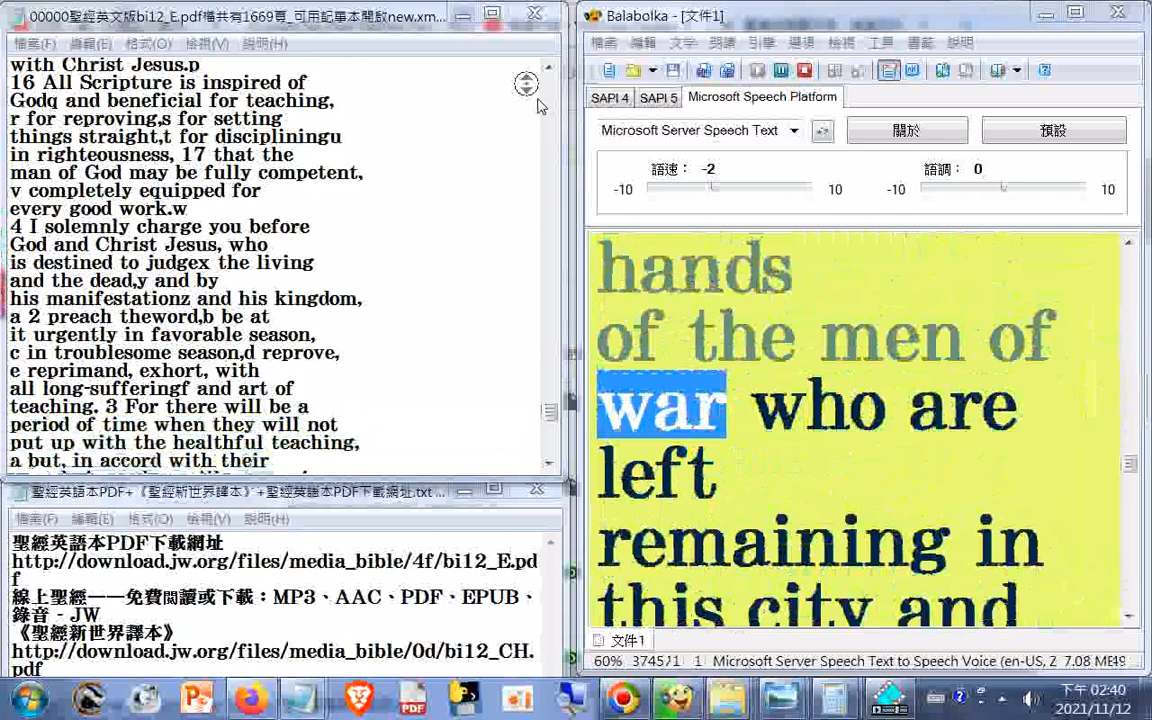 00000聖經英文版bi12_E.pdf檔共有1669頁_可用記事本開啟new.xm...
檔案(F) 編輯(E) 格式(O) 檢視(V) 說明(H)
with Christ Jesus.p
16 All Scripture is inspired of
Godq and beneficial for teaching,
r for reproving,s for setting
things straight,t for discipliningu
in righteousness, 17 that the
man of God may be fully competent,
v completely equipped for
every good work.w
4 I solemnly charge you before
God and Christ Jesus, who
is destined to judgex the living
and the dead,y and by
his manifestationz and his kingdom,
a 2 preach theword,b be at
it urgently in favorable season,
c in troublesome season,d reprove,
e reprimand, exhort, with
all long-sufferingf and art of
teaching. 3 For there will be a
period of time when they will not
put up with the healthful teaching,
a but, in accord with their
聖經英語本PDF+《聖經新世界譯本》+聖經英語本PDF下載網址.txt ...
檔案(F) 編輯(E) 格式(O) 檢視(V) 說明(H)
聖經英語本PDF下載網址
http://download.jw.org/files/media_bible/4f/bi12_E.pd
f
線上聖經——免費閱讀或下載：MP3、AAC、PDF、EPUB、
錄音 - JW
《聖經新世界譯本》
http://download.jw.org/files/media_bible/0d/bi12_CH.
pdf
Balabolka - [文件1]
檔案 編輯 文字 朗讀 引擎 選項 檢視 工具 書籤 說明
SAPI 4 SAPI 5 Microsoft Speech Platform
Microsoft Server Speech Text 關於 預設
語速： -2 語調： 0
-10 10 -10 10
hands
of the men of
war who are
left
remaining in
this city and
文件1
60% 3745/1 1 Microsoft Server Speech Text to Speech Voice (en-US, Z 7.08 ME49
下午 02:40
2021/11/12